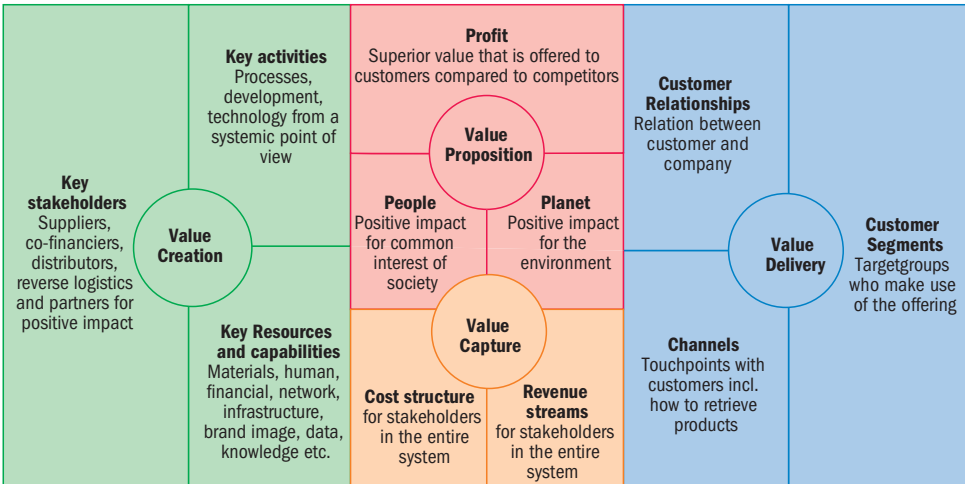 Key
stakeholders
Suppliers,
co-financiers,
distributors,
reverse logistics
and partners for
positive impact
Key activities
Processes,
development,
technology from a
systemic point of
view
Value
Creation
Key Resources
and capabilities
Materials, human,
financial, network,
infrastructure,
brand image, data,
knowledge etc.
Profit
Superior value that is offered to
customers compared to competitors
Value
Proposition
People
Positive impact
for common
interest of
society
Planet
Positive impact
for the
environment
Value
Capture
Cost structure
for stakeholders
in the entire
system
Revenue
streams
for stakeholders
in the entire
system
Customer
Relationships
Relation between
customer and
company
Value
Delivery
Channels
Touchpoints with
customers incl.
how to retrieve
products
Customer
Segments
Targetgroups
who make use
of the offering